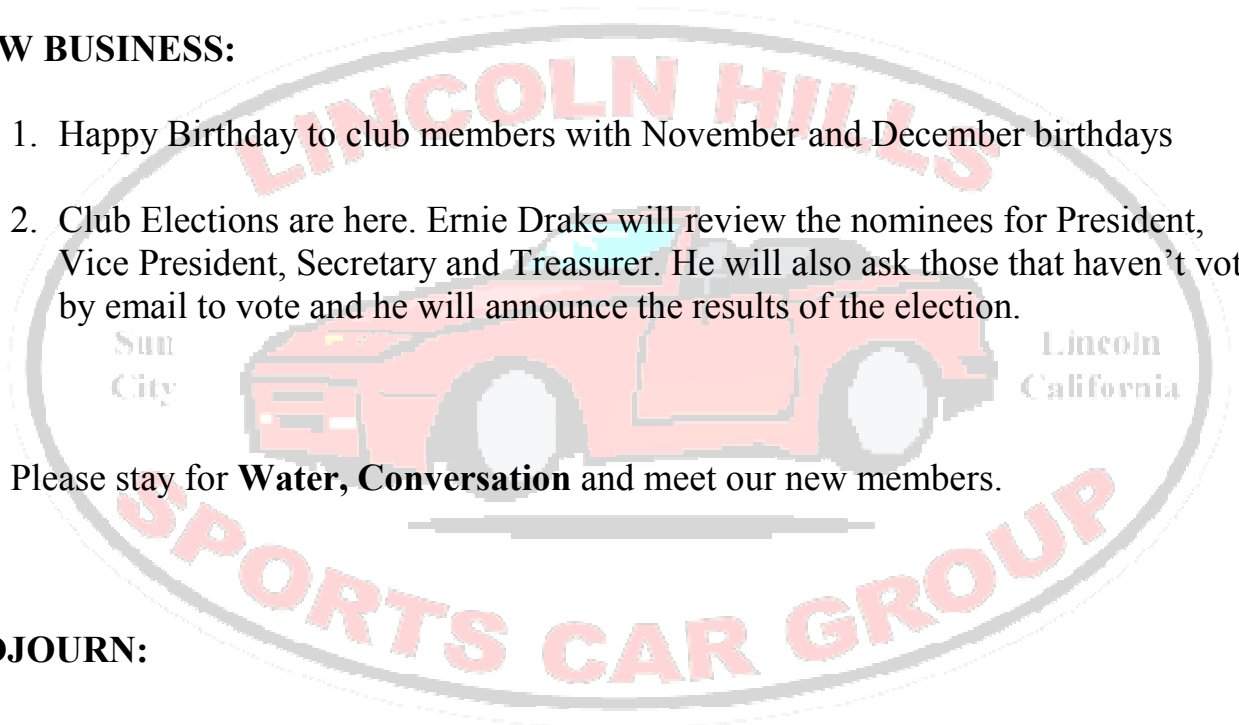 W BUSINESS:
LINCOLN HILLS
1. Happy Birthday to club members with November and December birthdays
2. Club Elections are here. Ernie Drake will review the nominees for President,
Vice President, Secretary and Treasurer. He will also ask those that haven’t vot
by email to vote and he will announce the results of the election.
Sun
City
Lincoln
California
Please stay for Water, Conversation and meet our new members.
SPORTS CAR GROUP
DJOURN: